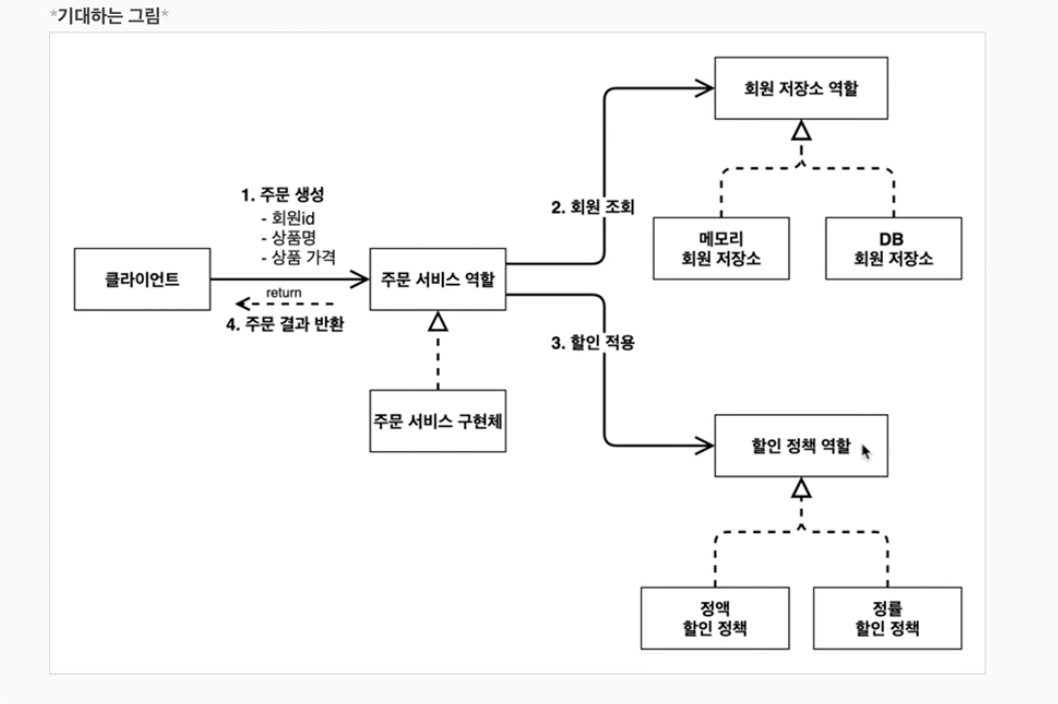 *기대하는 그림*
회원 저장소 역할
1. 주문 생성
- 회원id
- 상품명
- 상품 가격
2. 회원 조회
메모리
회원 저장소
DB
회원 저장소
클라이언트
주문 서비스 역할
return
4. 주문 결과 반환
3. 할인 적용
주문 서비스 구현체
할인 정책 역할
정액
할인 정책
정률
할인 정책